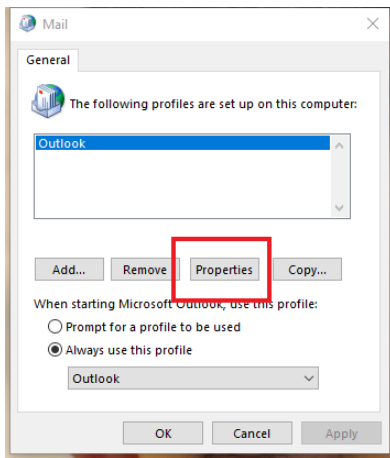 Mail
General
The following profiles are set up on this computer:
Outlook
Add... Remove Properties Copy...
When starting Microsoft Outlook, use this profile:
Prompt for a profile to be used
Always use this profile
Outlook
OK Cancel Apply